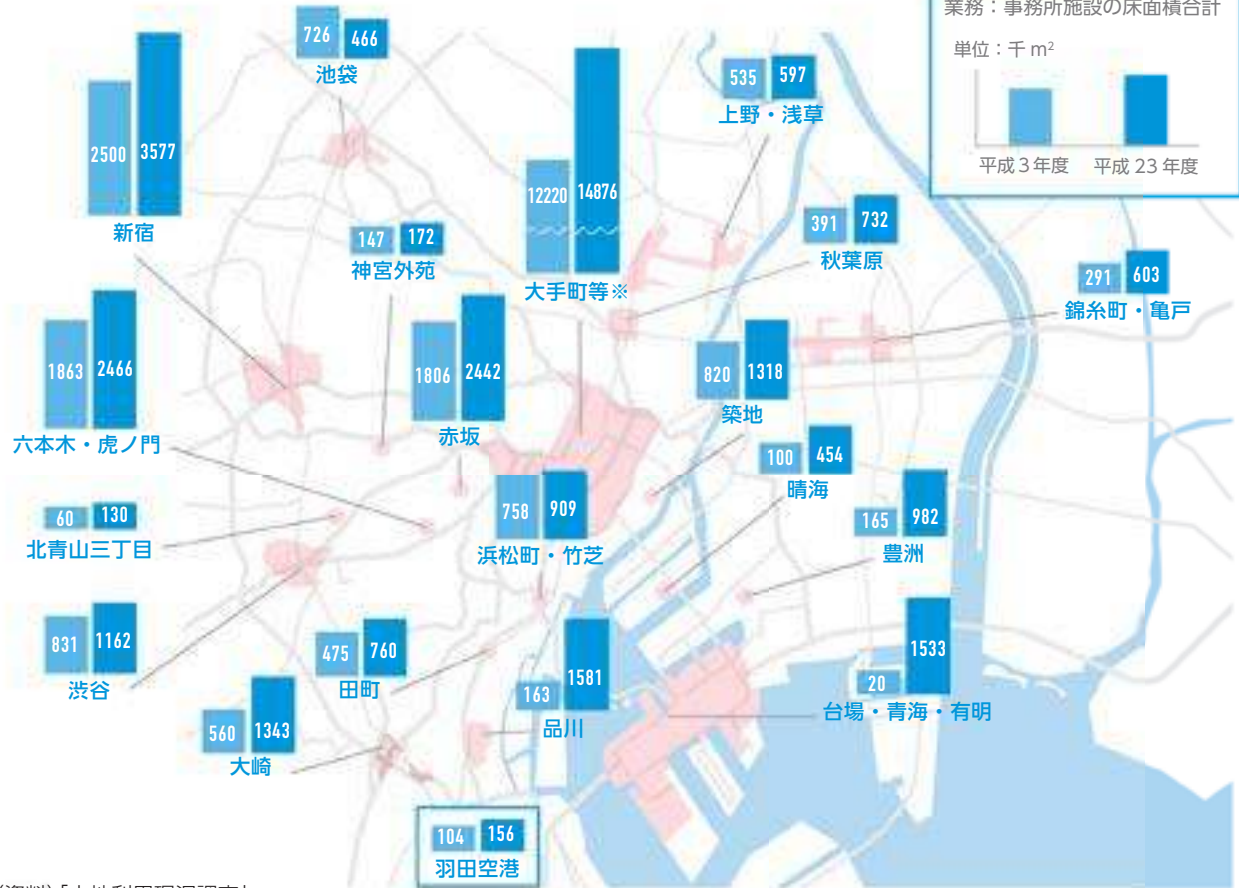 業務：事務所施設の床面積合計
単位：千 m²
平成3年度 平成 23 年度
726 466
池袋
2500 3577
新宿
147 172
神宮外苑
12220 14876
大手町等※
535 597
上野・浅草
391 732
秋葉原
291 603
錦糸町・亀戸
1863 2466
六本木・虎ノ門
1806 2442
赤坂
820 1318
築地
100 454
晴海
60 130
北青山三丁目
758 909
浜松町・竹芝
165 982
豊洲
831 1162
渋谷
475 760
田町
163 1581
品川
20 1533
台場・青海・有明
560 1343
大崎
104 156
羽田空港